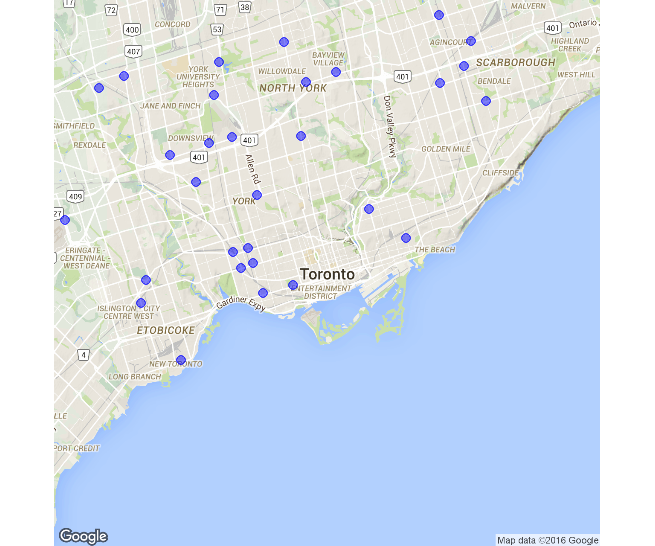 MALVERN
72
71
38
17
CONCORD
400
53
401
Ontario
407
BAYVIEW
VILLAGE
AGINCOURT
HIGHLAND
CREEK
YORK
UNIVERSITY
HEIGHTS
WILLOWDALE
SCARBOROUGH
401
NORTH YORK
BENDALE
WEST HILL
JANE AND FINCH
SMITHFIELD
Don Valley Pkwy
REXDALE
DOWNSVIEW
401
GOLDEN MILE
401
Allen Rd
CLIFFSIDE
409
YORK
27
ERINGATE -
CENTENNIAL -
WEST DEANE
THE BEACH
Toronto
ENTERTAINMENT
DISTRICT
Gardiner Expy
ISLINGTON - CITY
CENTRE WEST
ETOBICOKE
4
NEW TORONTO
LONG BRANCH
PORT CREDIT
Google
Map data ©2016 Google